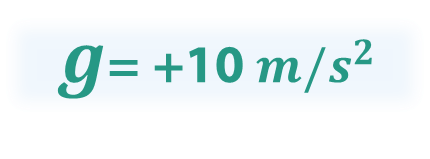 g= +10 m/s²